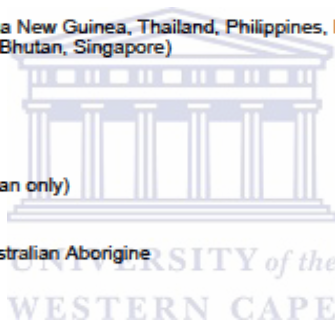 a New Guinea, Thailand, Philippines,
Bhutan, Singapore)
an only)
stralian Aborigine
UNIVERSITY of the
WESTERN CAPE